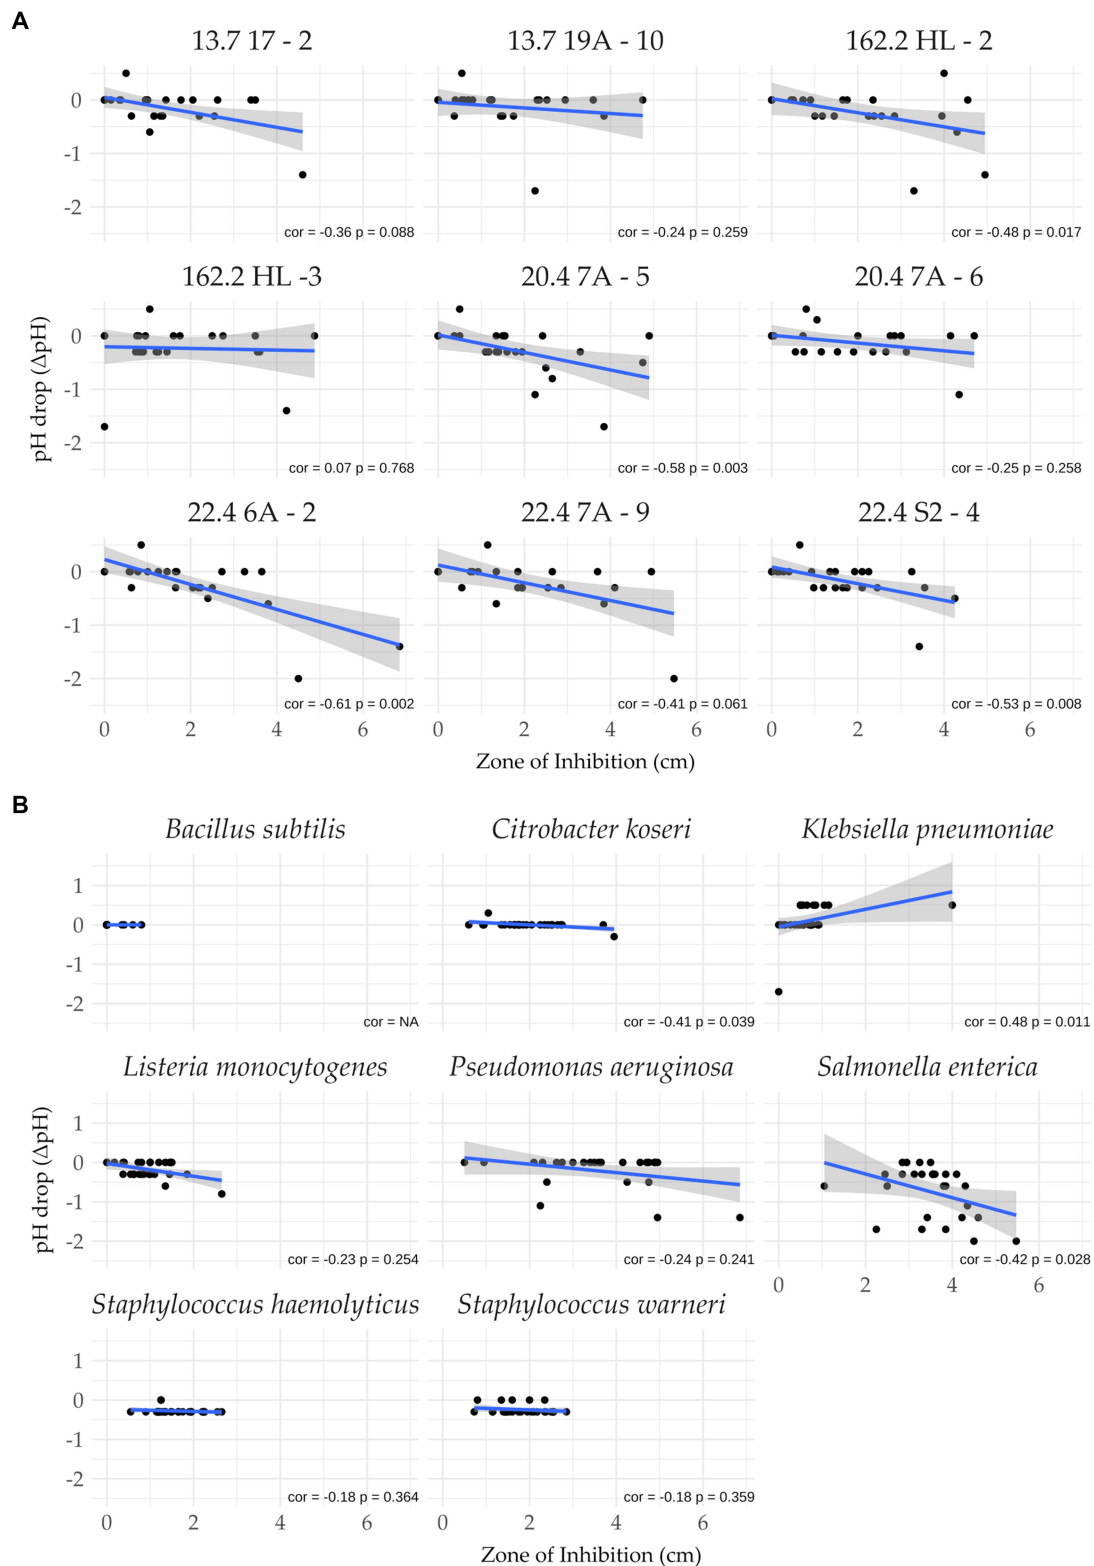 A
13.7 17 - 2
13.7 19A - 10
162.2 HL - 2
0
-1
-2
cor = -0.36 p = 0.088
cor = -0.24 p = 0.259
cor = -0.48 p = 0.017
162.2 HL -3
20.4 7A - 5
20.4 7A - 6
pH drop (ΔpH)
0
-1
-2
cor = 0.07 p = 0.768
cor = -0.58 p = 0.003
cor = -0.25 p = 0.258
22.4 6A - 2
22.4 7A - 9
22.4 S2 - 4
0
-1
-2
cor = -0.61 p = 0.002
cor = -0.41 p = 0.061
cor = -0.53 p = 0.008
0 2 4 6
0 2 4 6
0 2 4 6
Zone of Inhibition (cm)
B
Bacillus subtilis
Citrobacter koseri
Klebsiella pneumoniae
1
0
-1
-2
cor = NA
cor = -0.41 p = 0.039
cor = 0.48 p = 0.011
Listeria monocytogenes
Pseudomonas aeruginosa
Salmonella enterica
pH drop (ΔpH)
1
0
-1
-2
cor = -0.23 p = 0.254
cor = -0.24 p = 0.241
cor = -0.42 p = 0.028
0 2 4 6
Staphylococcus haemolyticus
Staphylococcus warneri
1
0
-1
-2
cor = -0.18 p = 0.364
cor = -0.18 p = 0.359
0 2 4 6
0 2 4 6
Zone of Inhibition (cm)